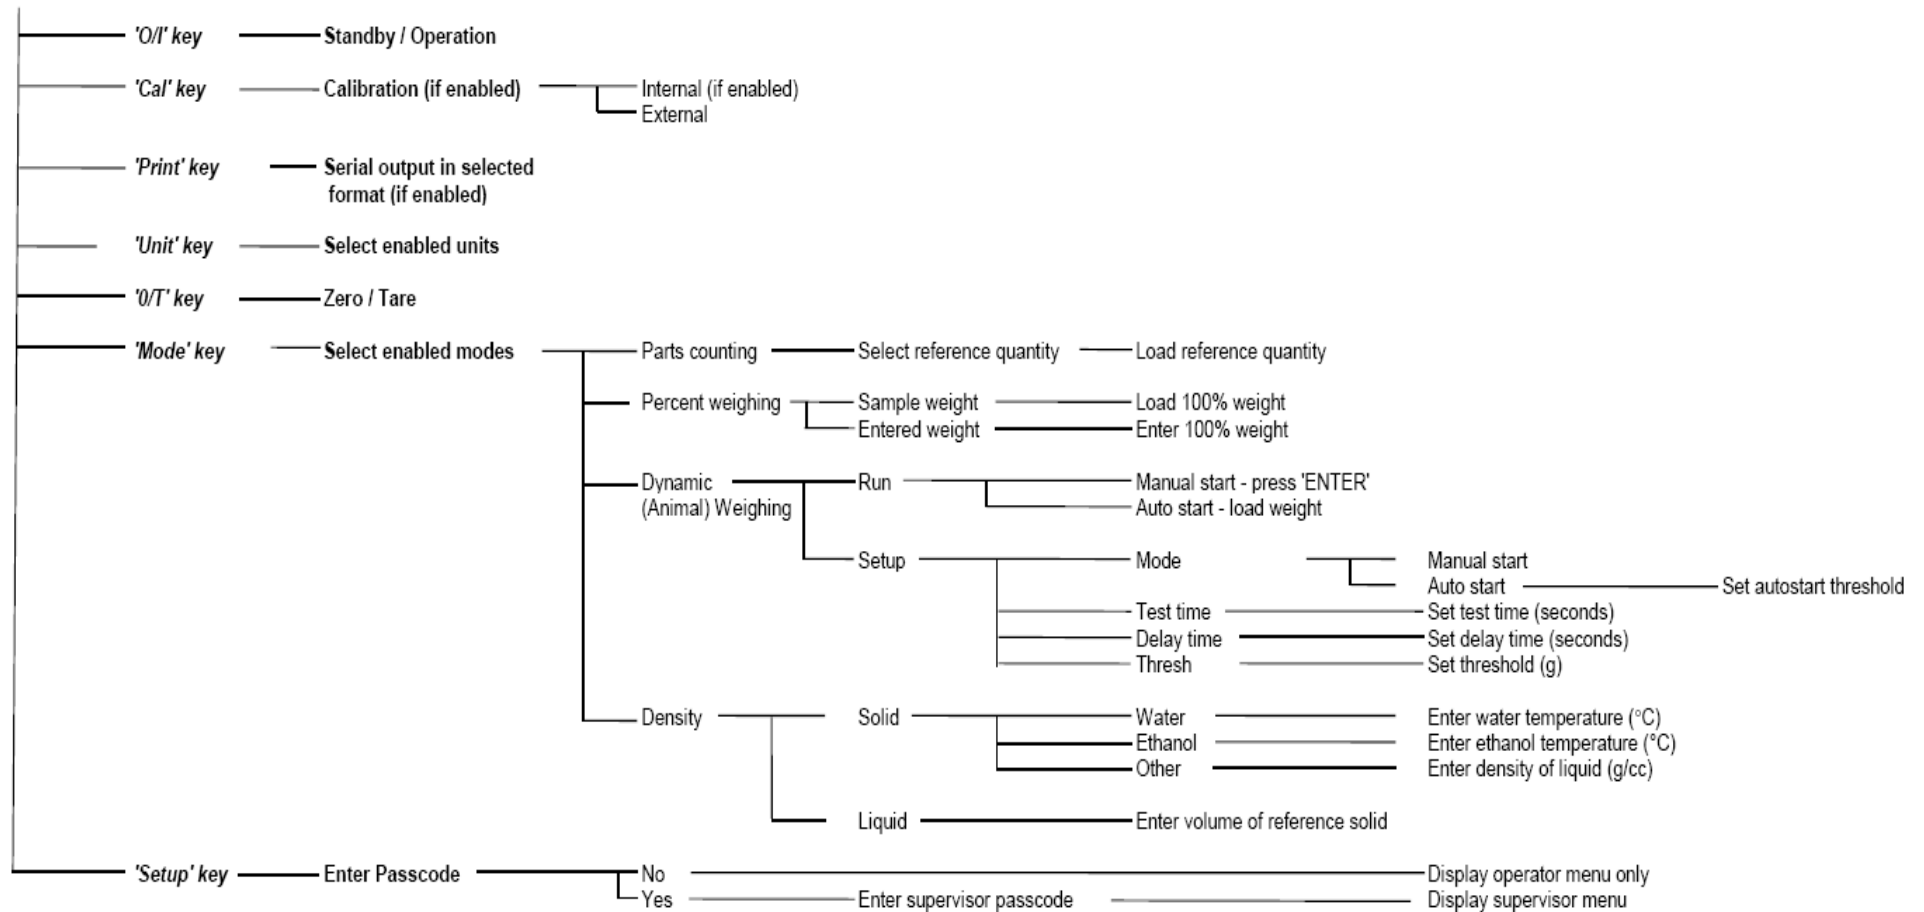 'O/I' key Standby / Operation
'Cal' key Calibration (if enabled) Internal (if enabled)
External
'Print' key Serial output in selected
format (if enabled)
'Unit' key Select enabled units
'0/T' key Zero / Tare
'Mode' key Select enabled modes Parts counting Select reference quantity Load reference quantity
Percent weighing Sample weight Load 100% weight
Entered weight Enter 100% weight
Dynamic Run Manual start - press 'ENTER'
(Animal) Weighing Auto start - load weight
Setup Mode Manual start
Auto start Set autostart threshold
Test time Set test time (seconds)
Delay time Set delay time (seconds)
Thresh Set threshold (g)
Density Solid Water Enter water temperature (°C)
Ethanol Enter ethanol temperature (°C)
Other Enter density of liquid (g/cc)
Liquid Enter volume of reference solid
'Setup' key Enter Passcode No Display operator menu only
Yes Enter supervisor passcode Display supervisor menu